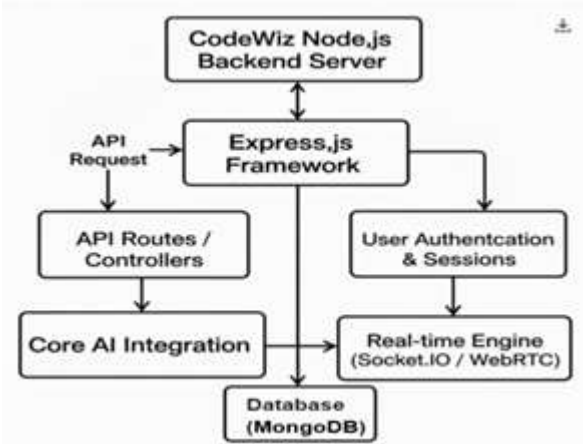 CodeWiz Node,js
Backend Server
Express,js
Framework
API
Request
API Routes /
Controllers
User Authentcation
& Sessions
Core AI Integration
Real-time Engine
(Socket.IO / WebRTC)
Database
(MongoDB)